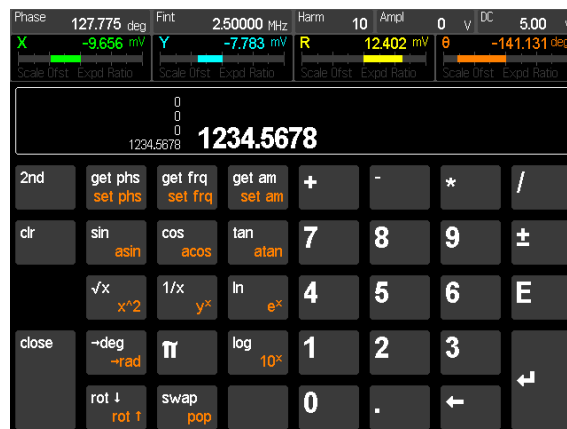 Phase 127.775 deg Fint 2.50000 MHz Harm 10 Ampl 0 V DC 5.00 V
X -9.656 mV Y -7.783 mV R 12.402 mV θ -141.131 deg
Scale Ofst Expd Ratio Scale Ofst Expd Ratio Scale Ofst Expd Ratio Scale Ofst Expd Ratio
0
0
0
1234.5678 1234.5678
2nd get phs get frq get am + - * /
set phs set frq set am
clr sin cos tan 7 8 9 ±
asin acos atan
√x 1/x ln 4 5 6 E
x^2 yˣ eˣ
close →deg π log 1 2 3 ↵
→rad 10ˣ
rot ↓ swap 0 . ←
rot ↑ pop